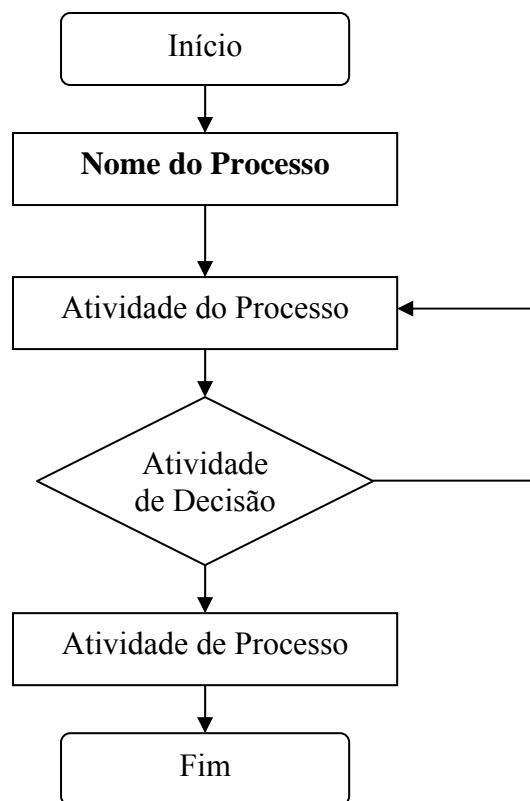 Início
Nome do Processo
Atividade do Processo
Atividade
de Decisão
Atividade de Processo
Fim